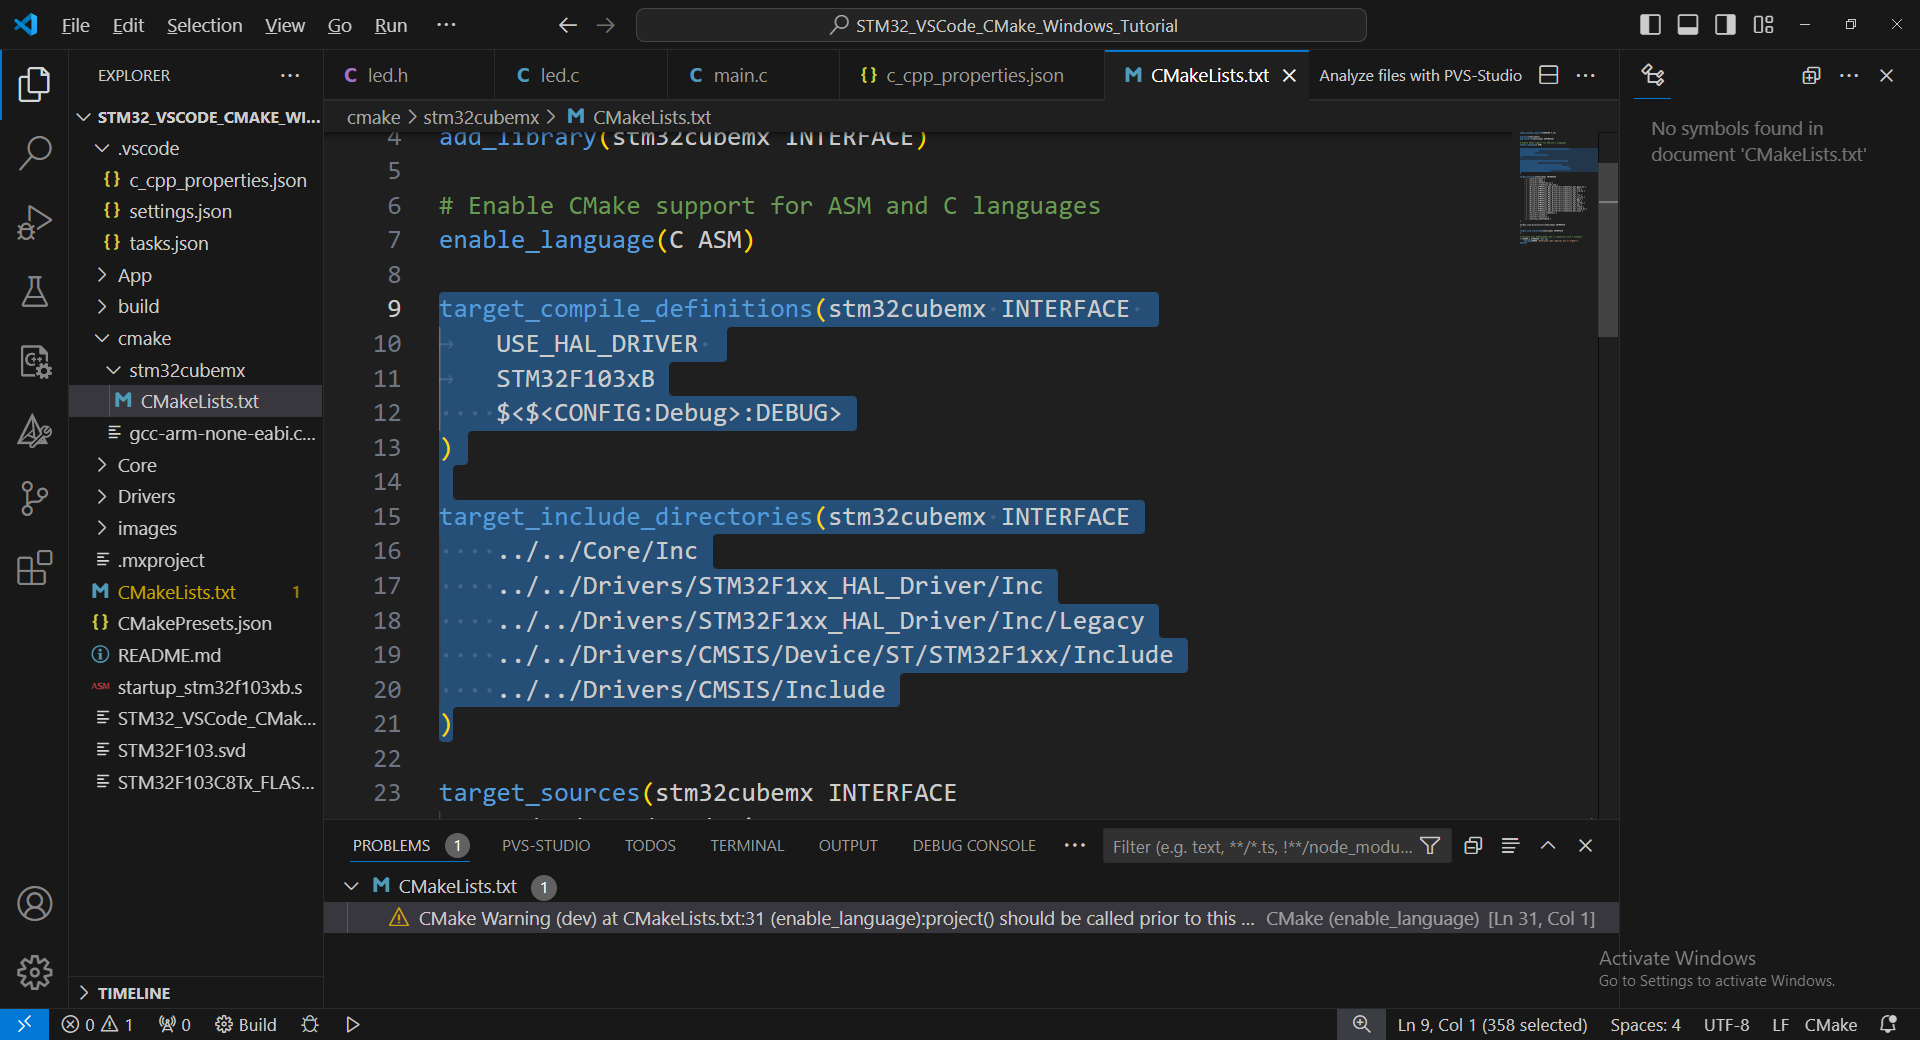 File Edit Selection View Go Run ···
STM32_VSCode_CMake_Windows_Tutorial
EXPLORER
STM32_VSCODE_CMAKE_WI...
.vscode
{} c_cpp_properties.json
{} settings.json
{} tasks.json
App
build
cmake
stm32cubemx
M CMakeLists.txt
gcc-arm-none-eabi.c...
Core
Drivers
images
.mxproject
M CMakeLists.txt 1
{} CMakePresets.json
README.md
ASM startup_stm32f103xb.s
STM32_VSCode_CMak...
STM32F103.svd
STM32F103C8Tx_FLAS...
TIMELINE
C led.h
C led.c
C main.c
{} c_cpp_properties.json
M CMakeLists.txt
Analyze files with PVS-Studio
cmake > stm32cubemx > M CMakeLists.txt
4 add_library(stm32cubemx INTERFACE)
5
6 # Enable CMake support for ASM and C languages
7 enable_language(C ASM)
8
9 target_compile_definitions(stm32cubemx INTERFACE
10 USE_HAL_DRIVER
11 STM32F103xB
12 $<$<CONFIG:Debug>:DEBUG>
13 )
14
15 target_include_directories(stm32cubemx INTERFACE
16 ../../Core/Inc
17 ../../Drivers/STM32F1xx_HAL_Driver/Inc
18 ../../Drivers/STM32F1xx_HAL_Driver/Inc/Legacy
19 ../../Drivers/CMSIS/Device/ST/STM32F1xx/Include
20 ../../Drivers/CMSIS/Include
21 )
22
23 target_sources(stm32cubemx INTERFACE
No symbols found in
document 'CMakeLists.txt'
PROBLEMS 1 PVS-STUDIO TODOS TERMINAL OUTPUT DEBUG CONSOLE ···
Filter (e.g. text, **/*.ts, !**/node_modu...
M CMakeLists.txt 1
CMake Warning (dev) at CMakeLists.txt:31 (enable_language):project() should be called prior to this ... CMake (enable_language) [Ln 31, Col 1]
Activate Windows
Go to Settings to activate Windows.
0 1 0 Build
Ln 9, Col 1 (358 selected) Spaces: 4 UTF-8 LF CMake